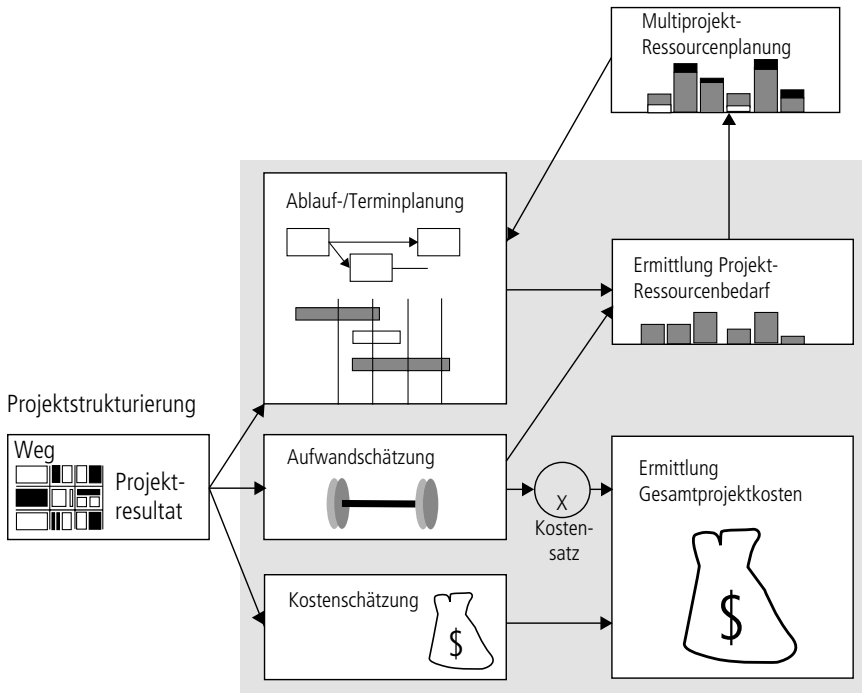 Multiprojekt-
Ressourcenplanung
Ablauf-/Terminplanung
Ermittlung Projekt-
Ressourcenbedarf
Projektstrukturierung
Weg
Projekt-
resultat
Aufwandschätzung
X
Kosten-
satz
Ermittlung
Gesamtprojektkosten
$
Kostenschätzung
$